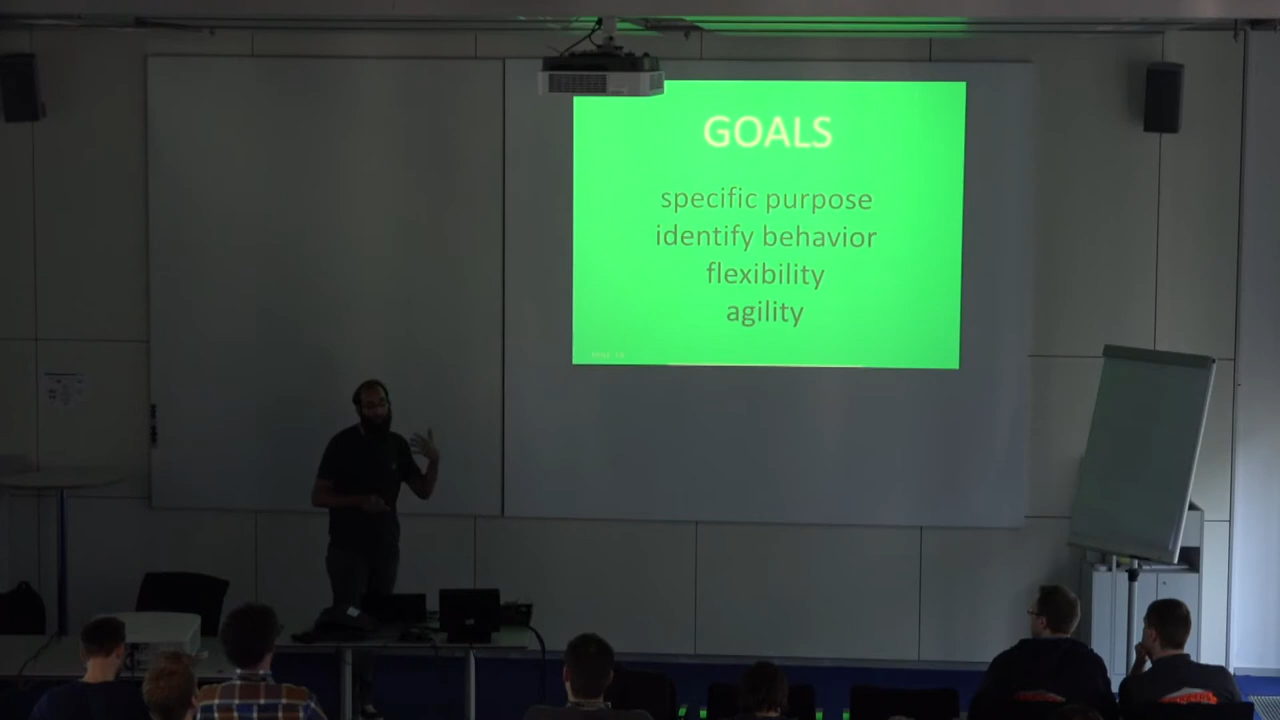 GOALS
specific purpose
identify behavior
flexibility
agility